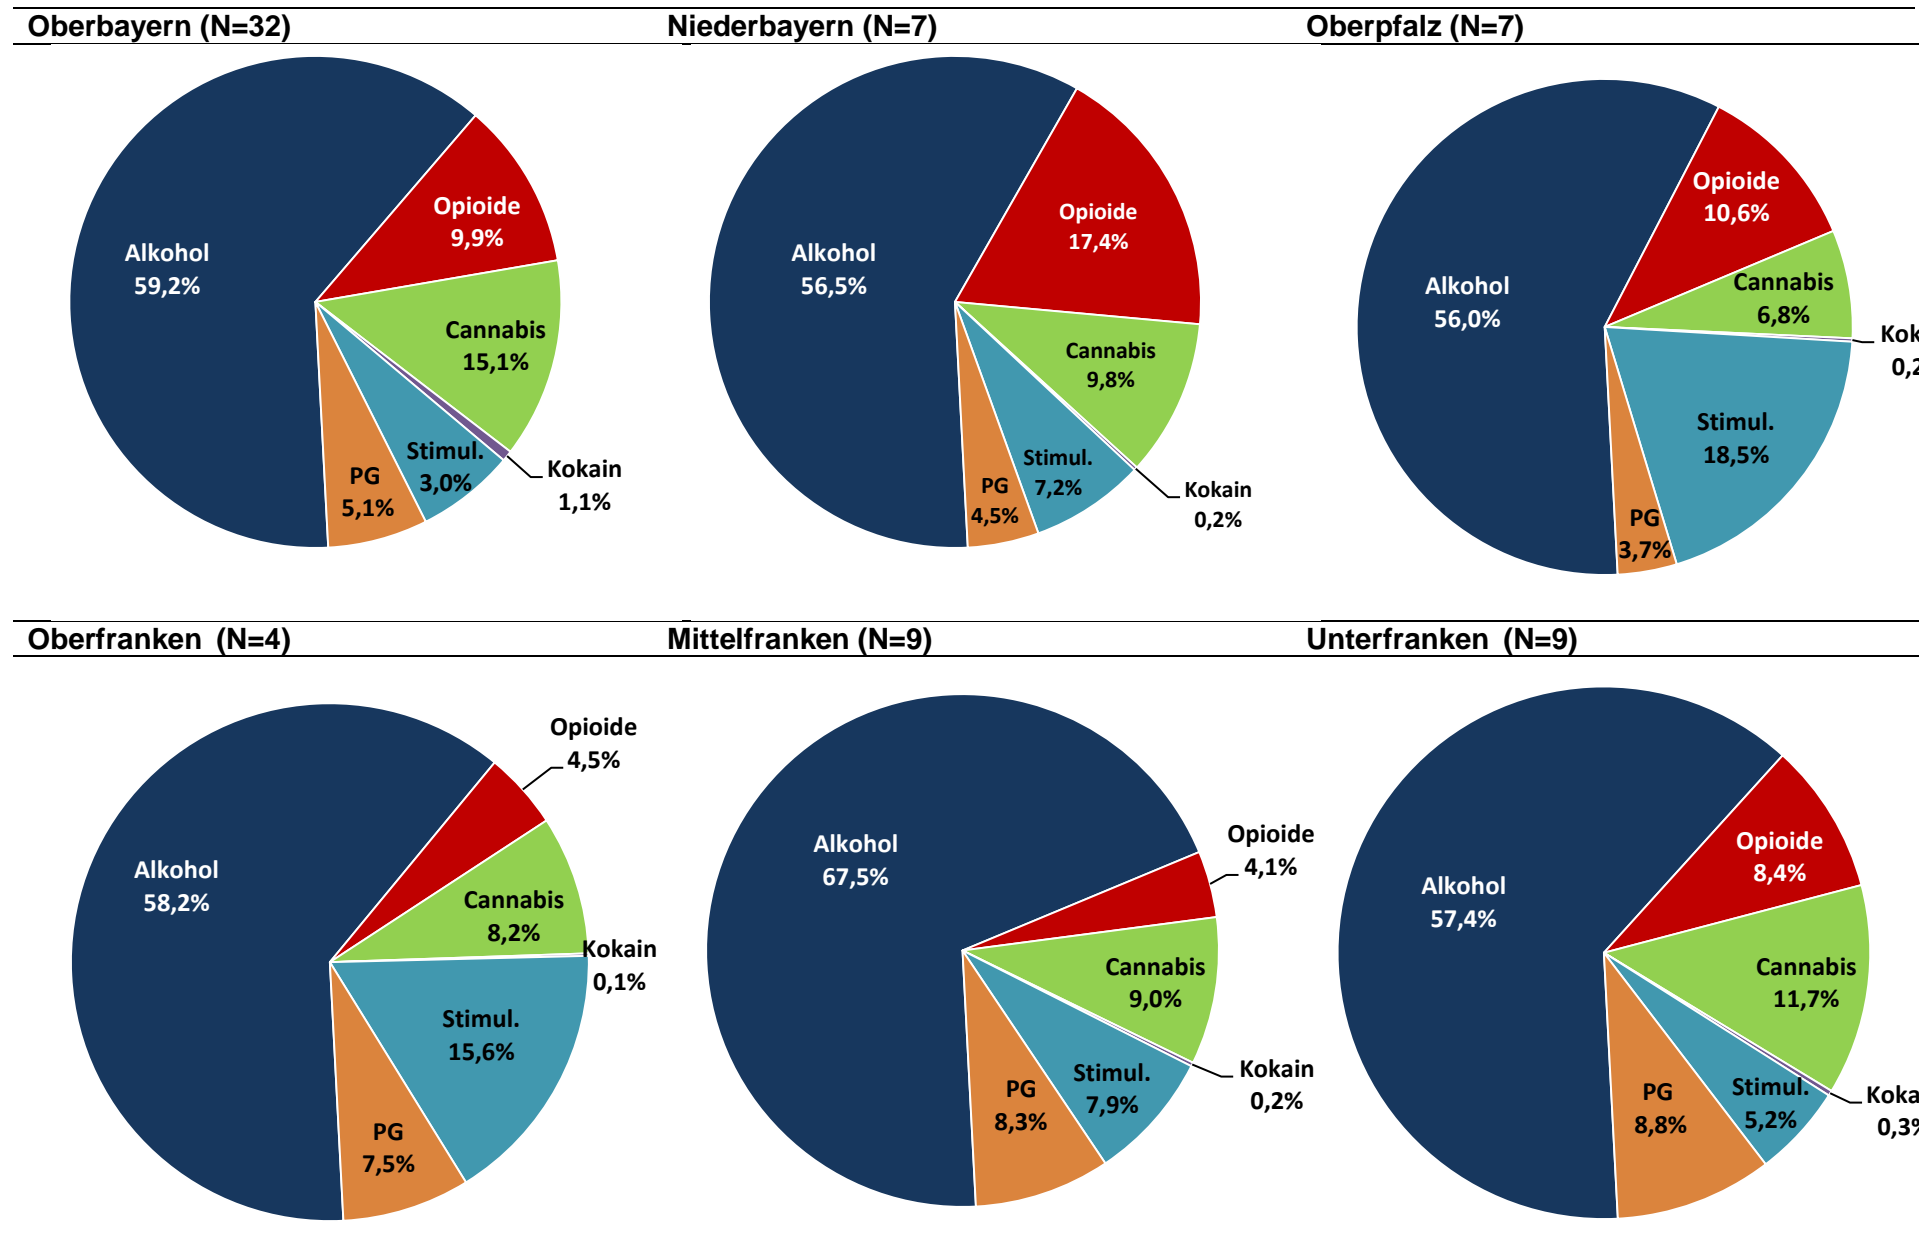 Oberbayern (N=32)
Niederbayern (N=7)
Oberpfalz (N=7)
Alkohol
59,2%
Opioide
9,9%
Cannabis
15,1%
Kokain
1,1%
Stimul.
3,0%
PG
5,1%
Alkohol
56,5%
Opioide
17,4%
Cannabis
9,8%
Kokain
0,2%
Stimul.
7,2%
PG
4,5%
Alkohol
56,0%
Opioide
10,6%
Cannabis
6,8%
Kok
0,2
Stimul.
18,5%
PG
3,7%
Oberfranken (N=4)
Mittelfranken (N=9)
Unterfranken (N=9)
Alkohol
58,2%
Opioide
4,5%
Cannabis
8,2%
Kokain
0,1%
Stimul.
15,6%
PG
7,5%
Alkohol
67,5%
Opioide
4,1%
Cannabis
9,0%
Kokain
0,2%
Stimul.
7,9%
PG
8,3%
Alkohol
57,4%
Opioide
8,4%
Cannabis
11,7%
Koka
0,3%
Stimul.
5,2%
PG
8,8%